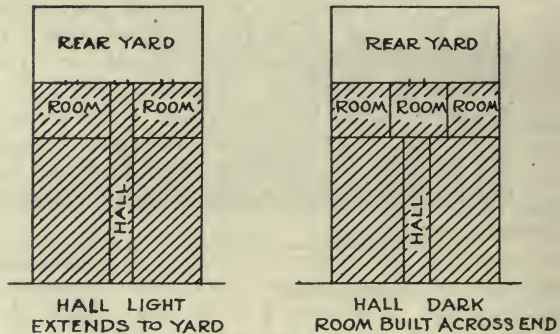 REAR YARD
ROOM
ROOM
HALL
HALL LIGHT
EXTENDS TO YARD
REAR YARD
ROOM
ROOM
ROOM
HALL
HALL DARK
ROOM BUILT ACROSS END